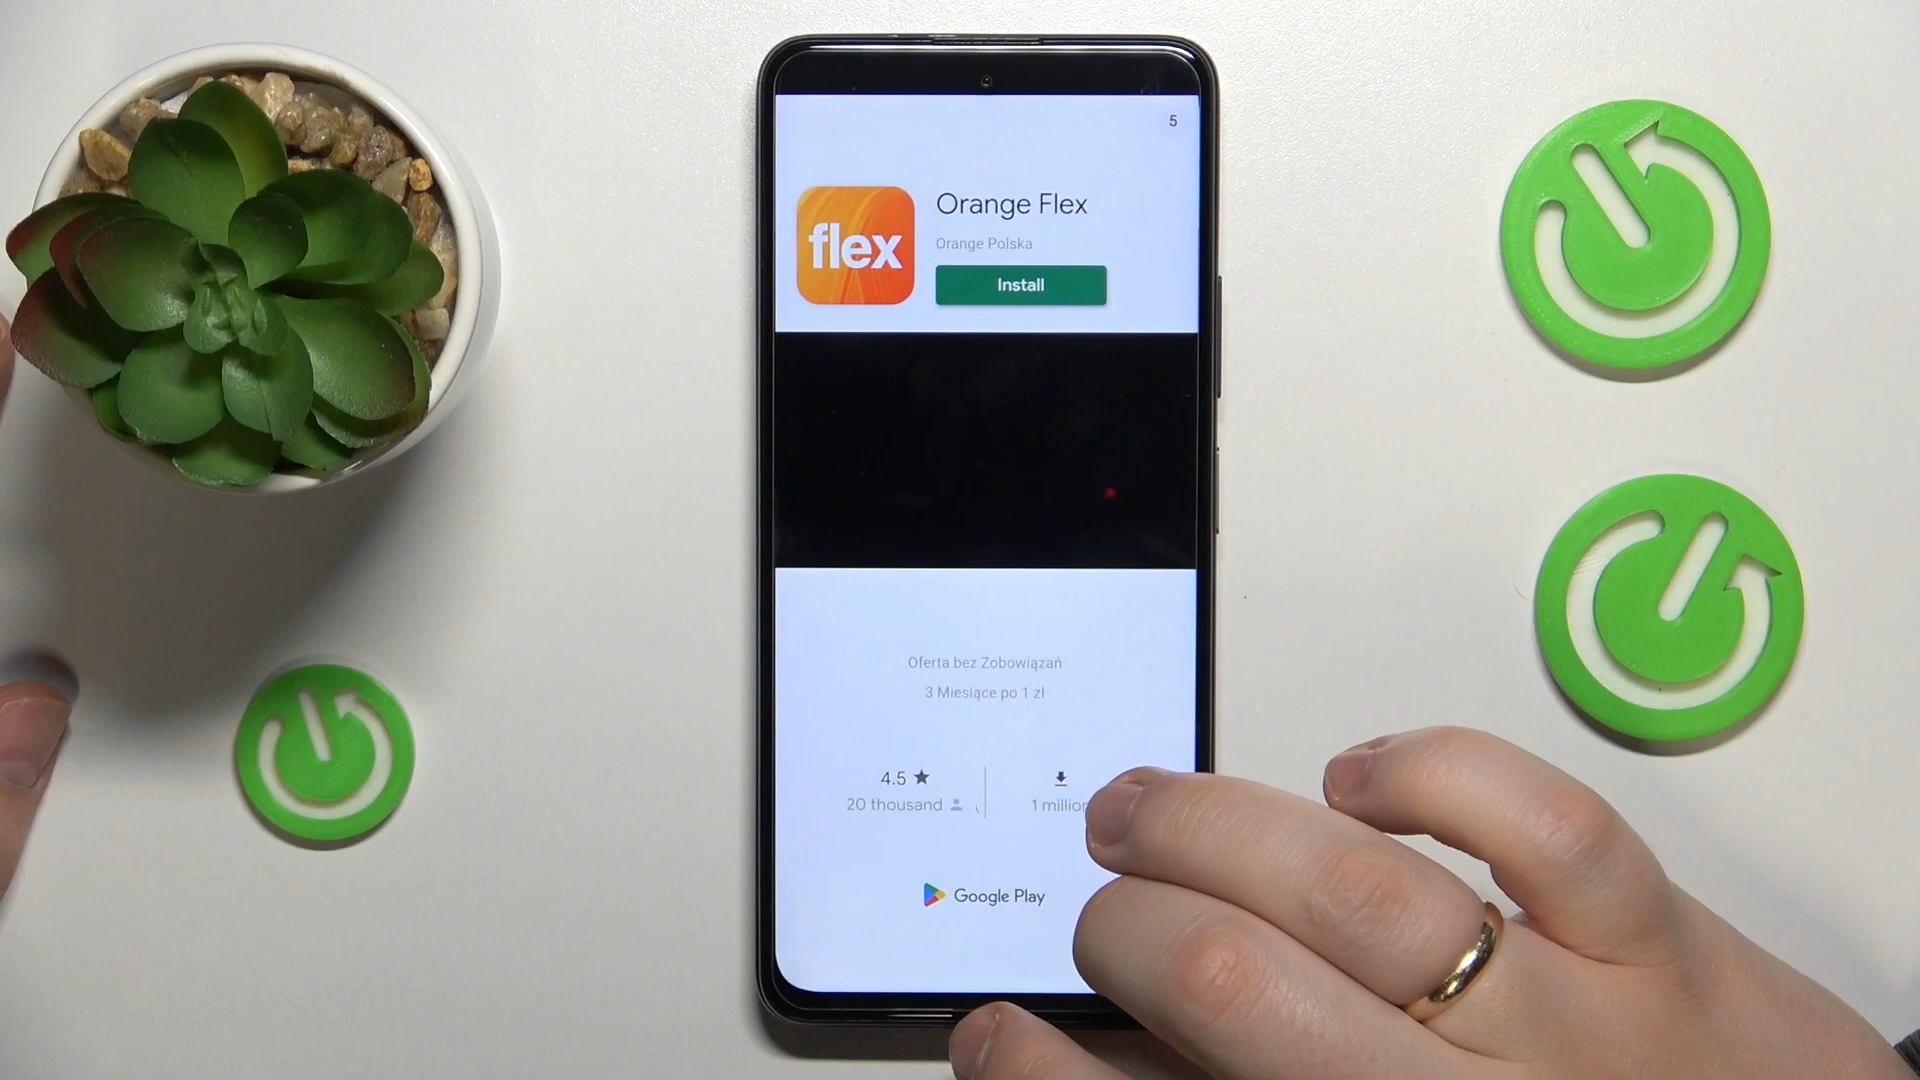 5
flex
Orange Flex
Orange Polska
Install
Oferta bez Zobowiązań
3 Miesiące po 1 zł
4.5
20 thousand
1 million
Google Play